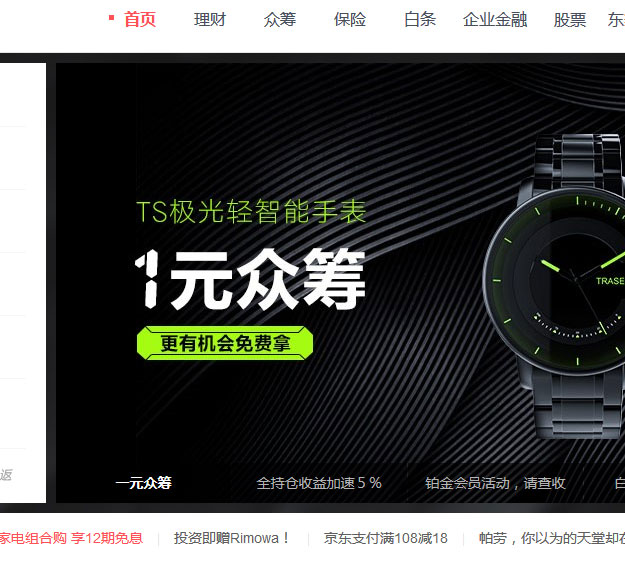 首页 理财 众筹 保险 白条 企业金融 股票
TS极光轻智能手表
1元众筹
更有机会免费拿
TRASE
返
一元众筹 全持仓收益加速5% 铂金会员活动，请查收 白
家电组合购 享12期免息 投资即赠Rimowa！ 京东支付满108减18 帕劳，你以为的天堂却在